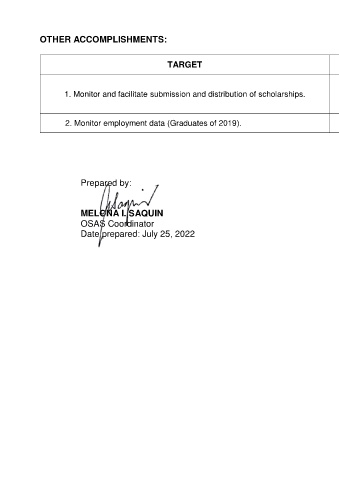 OTHER ACCOMPLISHMENTS:
TARGET
1. Monitor and facilitate submission and distribution of scholarships.
2. Monitor employment data (Graduates of 2019).
Prepared by:
MELONA I. SAQUIN
OSAS Coordinator
Date prepared: July 25, 2022